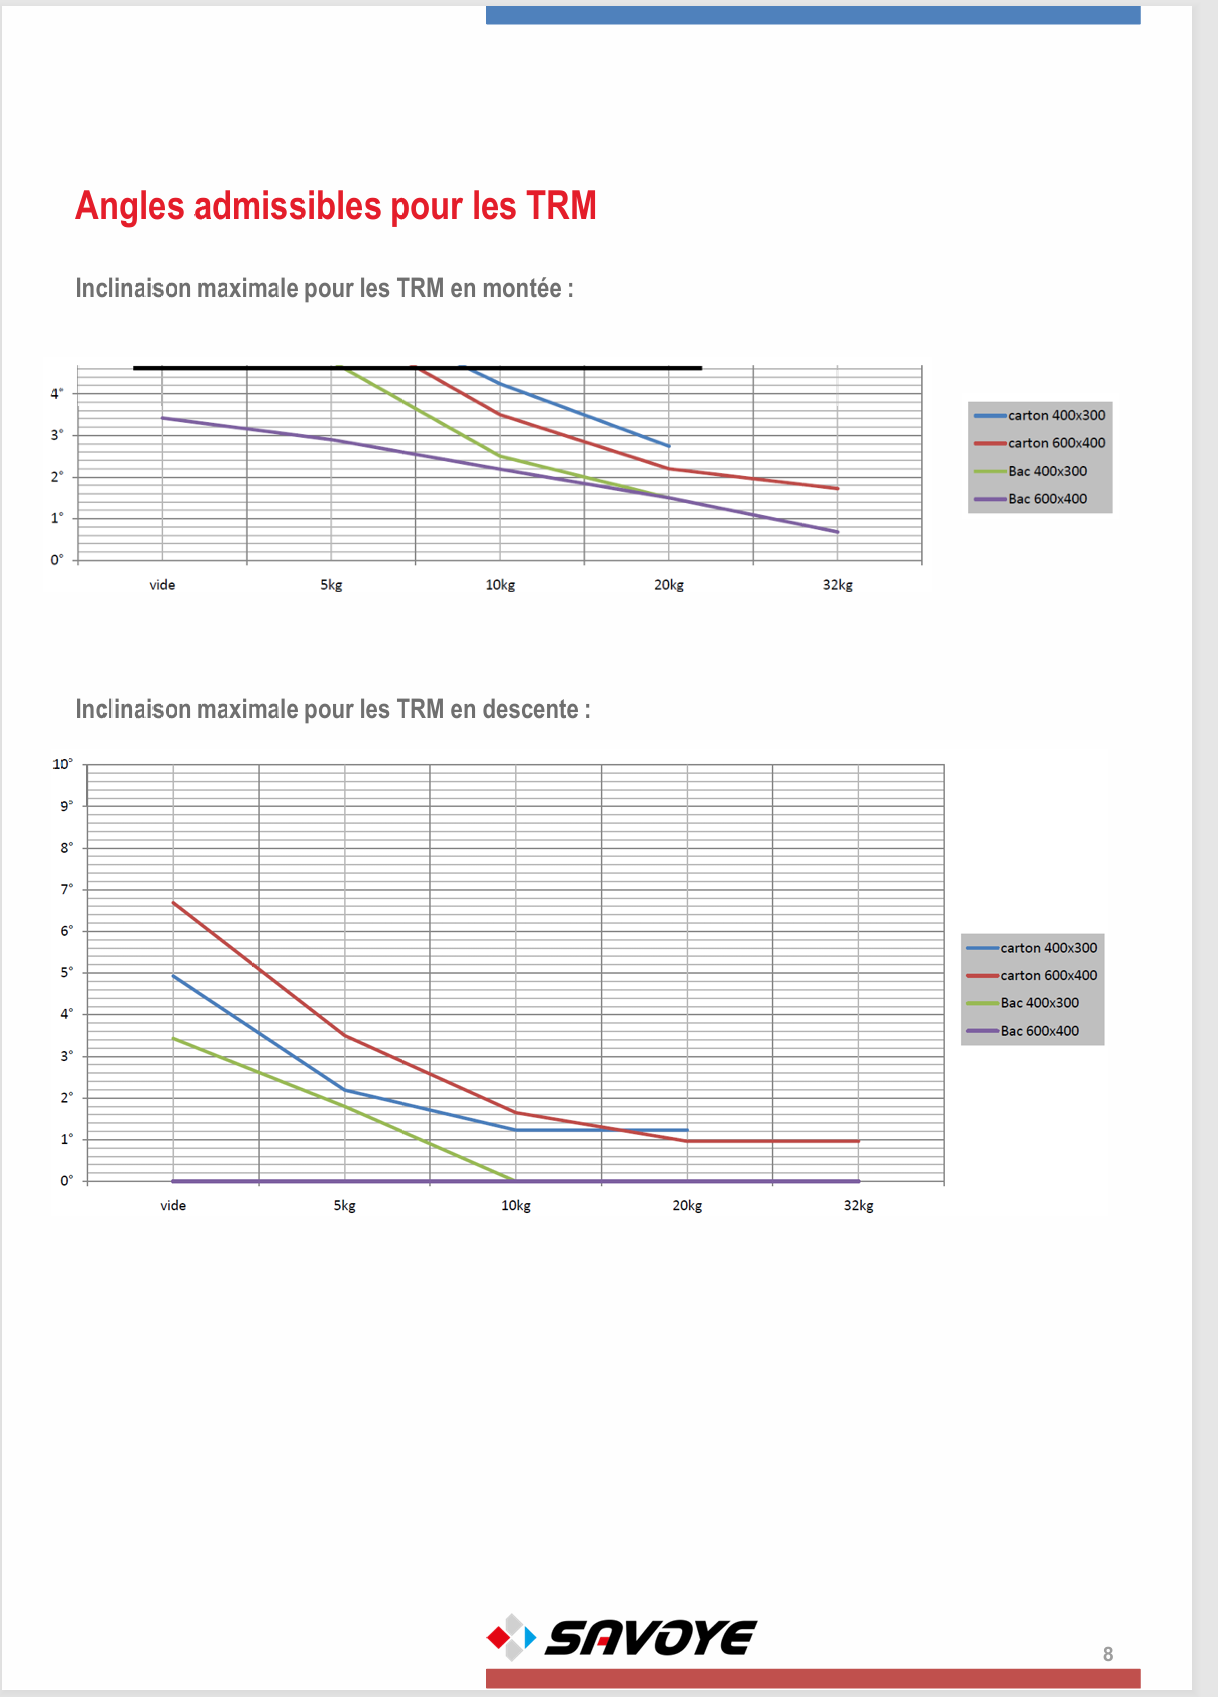 Angles admissibles pour les TRM
Inclinaison maximale pour les TRM en montée :
4°
3°
2°
1°
0°
vide 5kg 10kg 20kg 32kg
carton 400x300
carton 600x400
Bac 400x300
Bac 600x400
Inclinaison maximale pour les TRM en descente :
10°
9°
8°
7°
6°
5°
4°
3°
2°
1°
0°
vide 5kg 10kg 20kg 32kg
carton 400x300
carton 600x400
Bac 400x300
Bac 600x400
SAVOYE
8